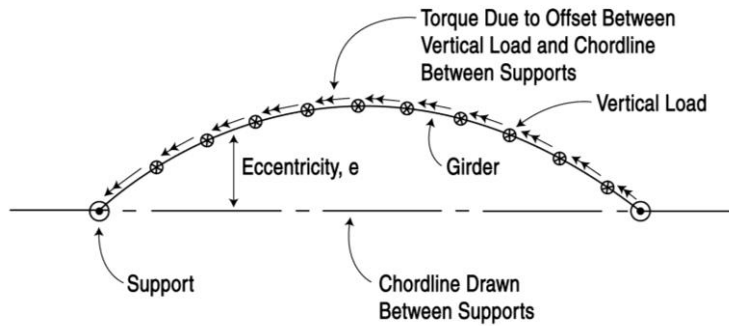 Torque Due to Offset Between
Vertical Load and Chordline
Between Supports
Vertical Load
Eccentricity, e
Girder
Support
Chordline Drawn
Between Supports